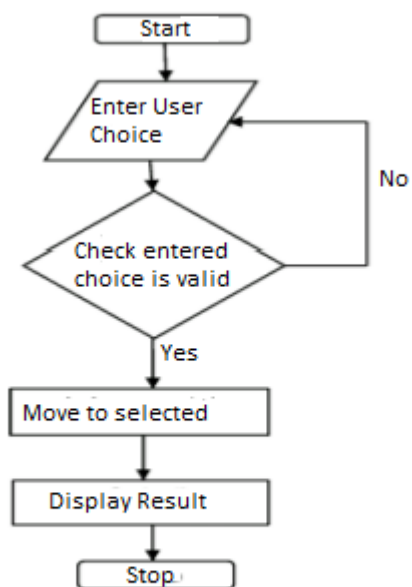 Start
Enter User
Choice
No
Check entered
choice is valid
Yes
Move to selected
Display Result
Stop